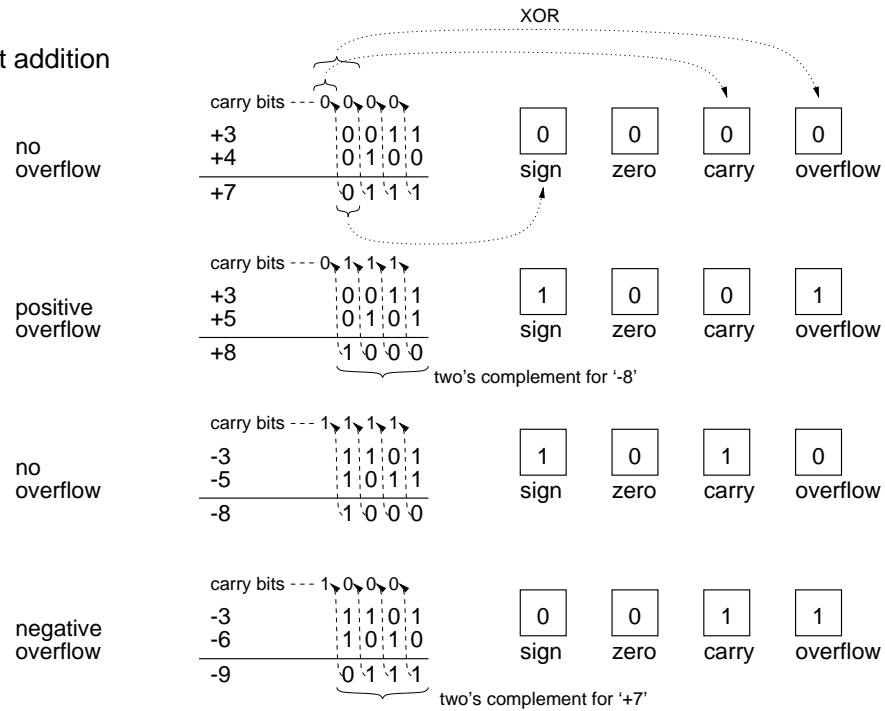 XOR
t addition
carry bits --- 0 0 0 0
no
overflow
+3 0 0 1 1
+4 0 1 0 0
+7 0 1 1 1
0 0 0 0
sign zero carry overflow
carry bits --- 0 1 1 1
positive
overflow
+3 0 0 1 1
+5 0 1 0 1
+8 1 0 0 0
1 0 0 1
sign zero carry overflow
two's complement for ‘-8’
carry bits --- 1 1 1 1
no
overflow
-3 1 1 0 1
-5 1 0 1 1
-8 1 0 0 0
1 0 1 0
sign zero carry overflow
carry bits --- 1 0 0 0
negative
overflow
-3 1 1 0 1
-6 1 0 1 0
-9 0 1 1 1
0 0 1 1
sign zero carry overflow
two's complement for ‘+7’